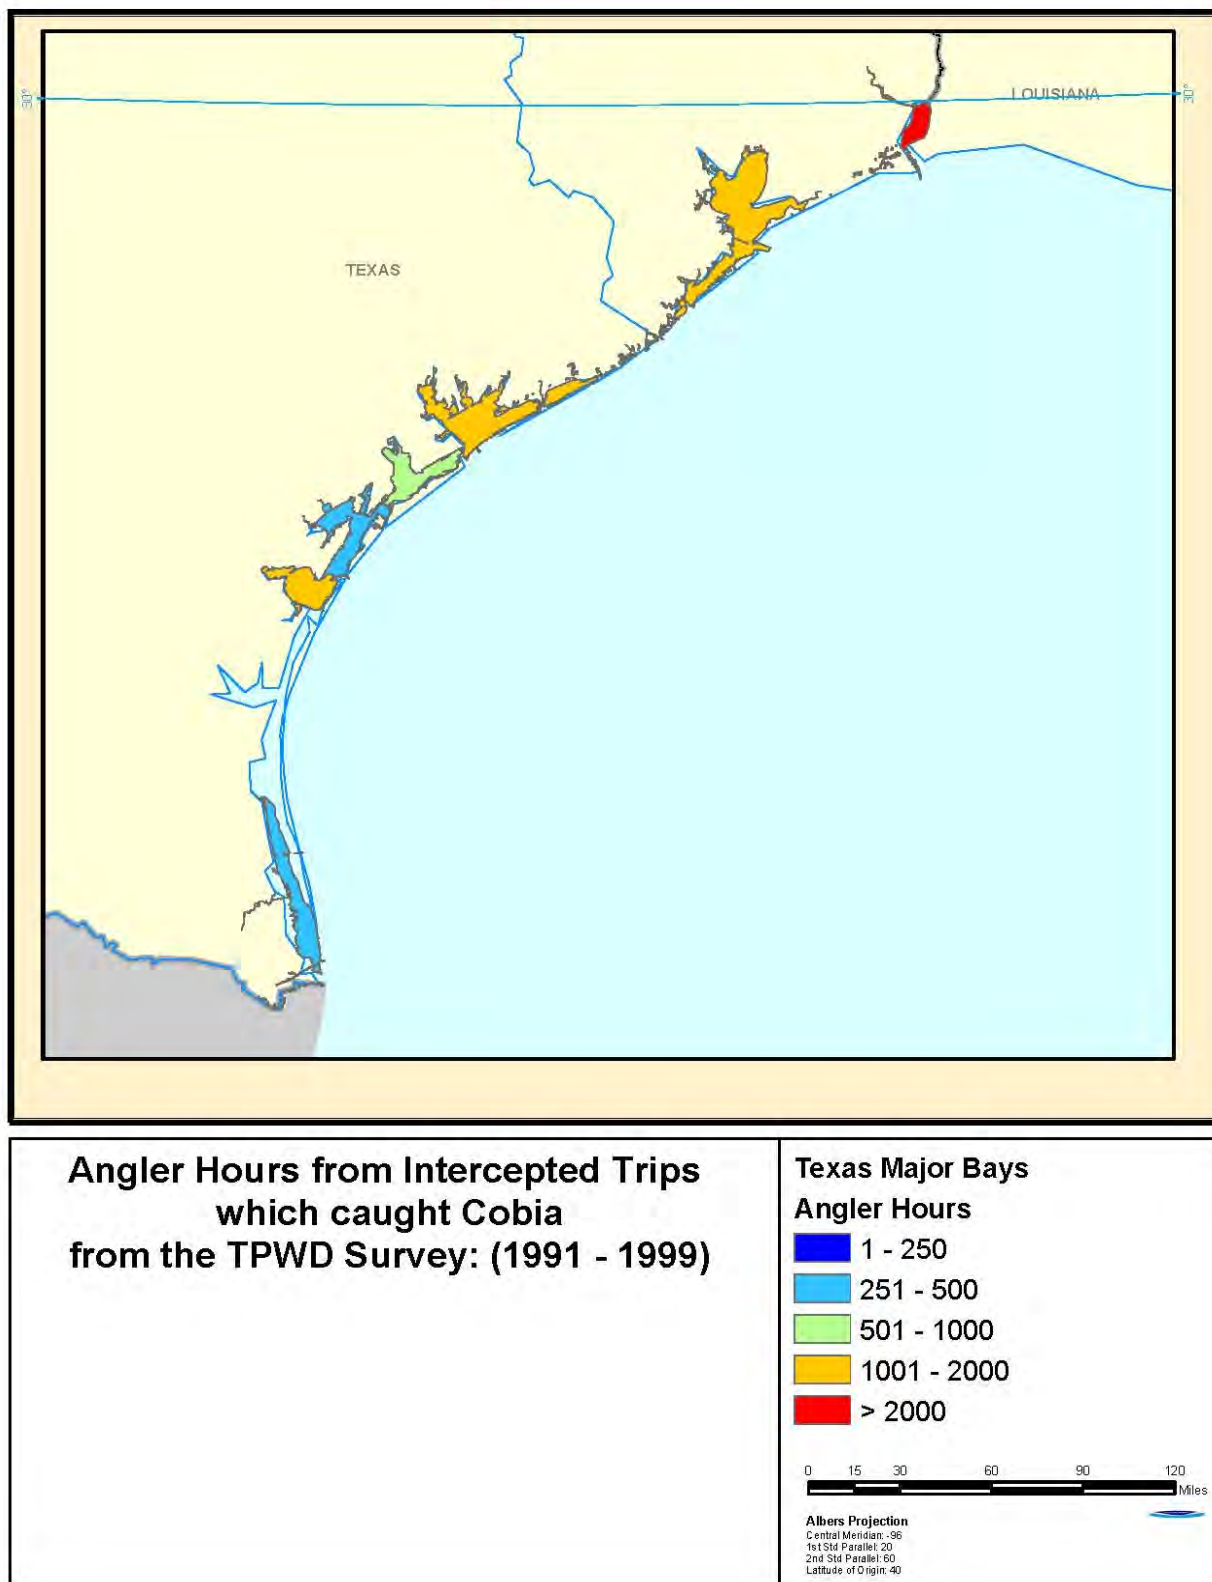 30°
LOUISIANA
30°
TEXAS
Angler Hours from Intercepted Trips
which caught Cobia
from the TPWD Survey: (1991 - 1999)
Texas Major Bays
Angler Hours
1 - 250
251 - 500
501 - 1000
1001 - 2000
> 2000
0 15 30 60 90 120
Miles
Albers Projection
Central Meridian: -96
1st Std Parallel: 20
2nd Std Parallel: 60
Latitude of Origin: 40